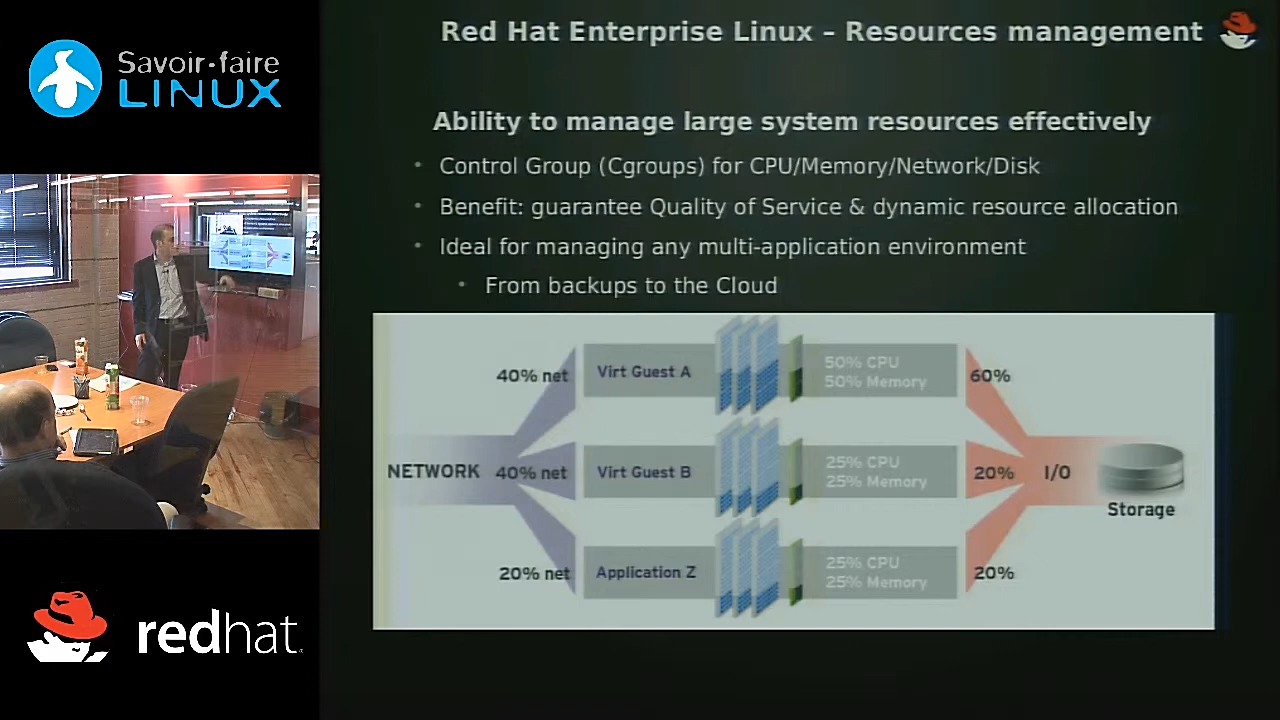 Savoir-faire
LINUX
redhat.
Red Hat Enterprise Linux – Resources management
Ability to manage large system resources effectively
• Control Group (Cgroups) for CPU/Memory/Network/Disk
• Benefit: guarantee Quality of Service & dynamic resource allocation
• Ideal for managing any multi-application environment
• From backups to the Cloud
40% net
Virt Guest A
50% CPU
50% Memory
60%
NETWORK
40% net
Virt Guest B
25% CPU
25% Memory
20%
I/O
Storage
20% net
Application Z
25% CPU
25% Memory
20%